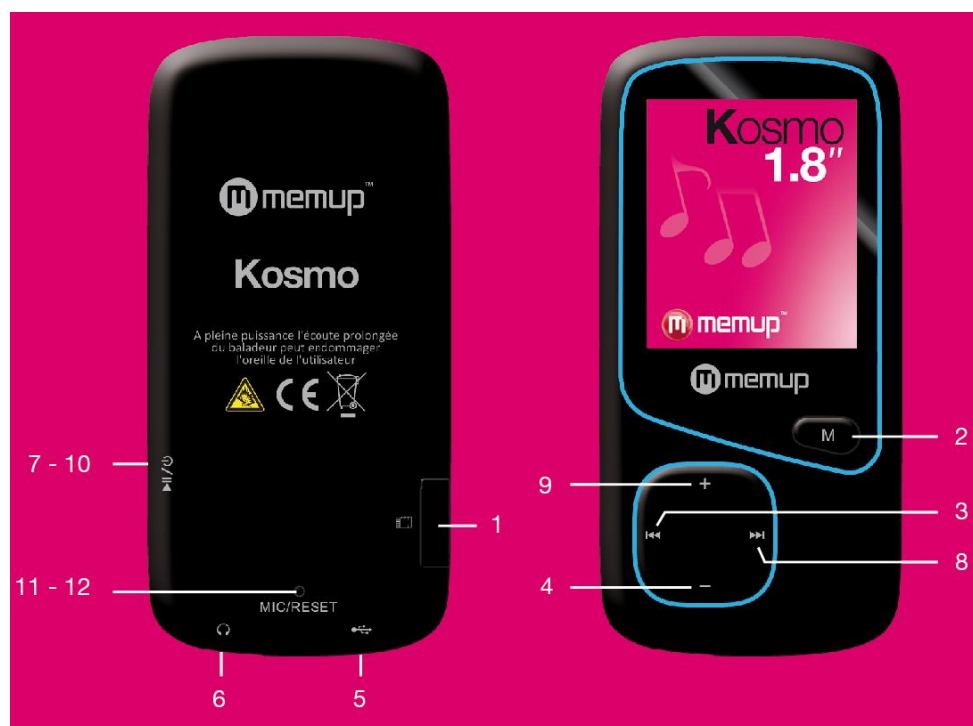 memup™
Kosmo
A pleine puissance l'écoute prolongée
du baladeur peut endommager
l'oreille de l'utilisateur
CE
7 - 10
1
11 - 12
MIC/RESET
6
5
Kosmo
1.8"
memup™
memup
M
2
9
+
3
8
4
−